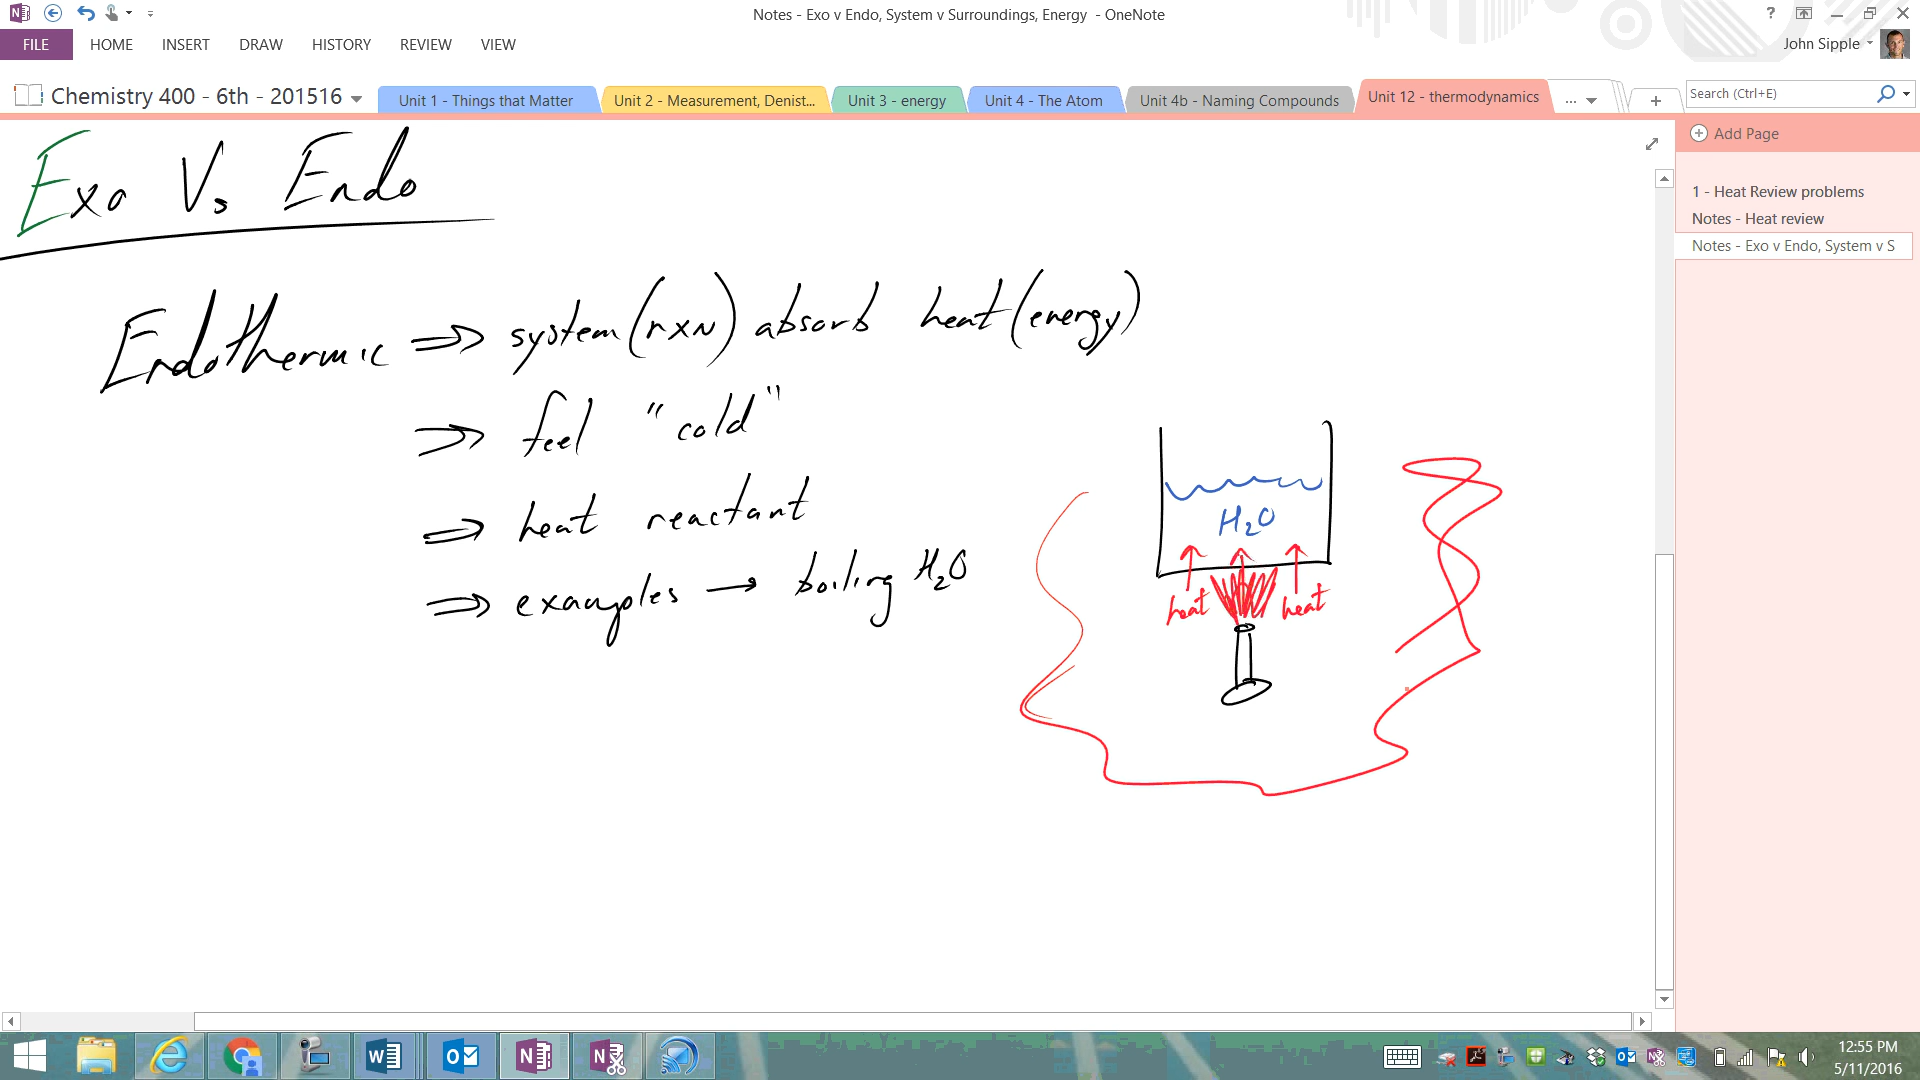 Notes - Exo v Endo, System v Surroundings, Energy - OneNote
?
FILE HOME INSERT DRAW HISTORY REVIEW VIEW
John Sipple
Chemistry 400 - 6th - 201516
Unit 1 - Things that Matter
Unit 2 - Measurement, Denist...
Unit 3 - energy
Unit 4 - The Atom
Unit 4b - Naming Compounds
Unit 12 - thermodynamics
...
Search (Ctrl+E)
Add Page
1 - Heat Review problems
Notes - Heat review
Notes - Exo v Endo, System v S
Exo Vs Endo
Endothermic ⇒ system (rxn) absorb heat (energy)
⇒ feel "cold"
⇒ heat reactant
⇒ examples → boiling H₂O
H₂O
heat heat
12:55 PM
5/11/2016